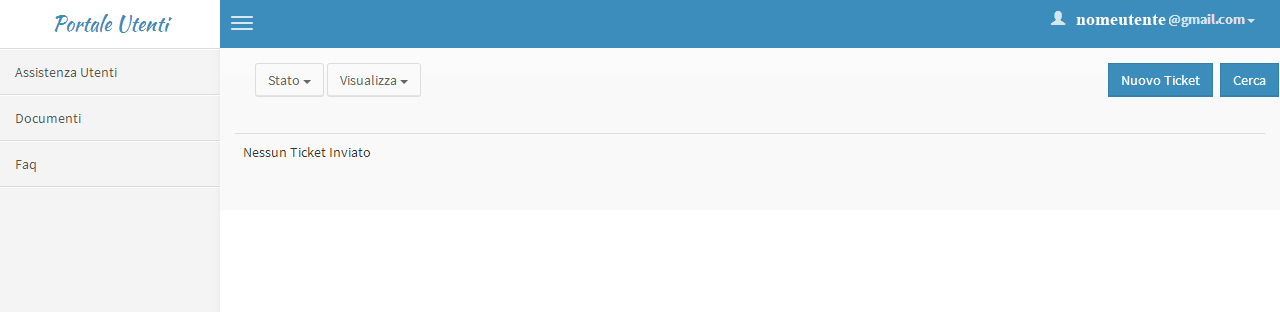 Portale Utenti
nomeutente @gmail.com
Assistenza Utenti
Documenti
Faq
Stato
Visualizza
Nuovo Ticket
Cerca
Nessun Ticket Inviato